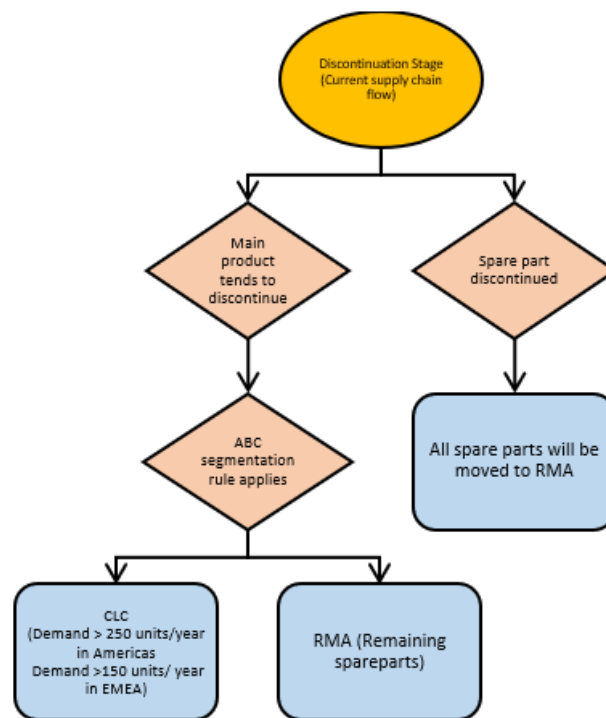 Discontinuation Stage
(Current supply chain
flow)
Main
product
tends to
discontinue
Spare part
discontinued
ABC
segmentation
rule applies
All spare parts will be
moved to RMA
CLC
(Demand > 250 units/year
in Americas
Demand >150 units/ year
in EMEA)
RMA (Remaining
spareparts)